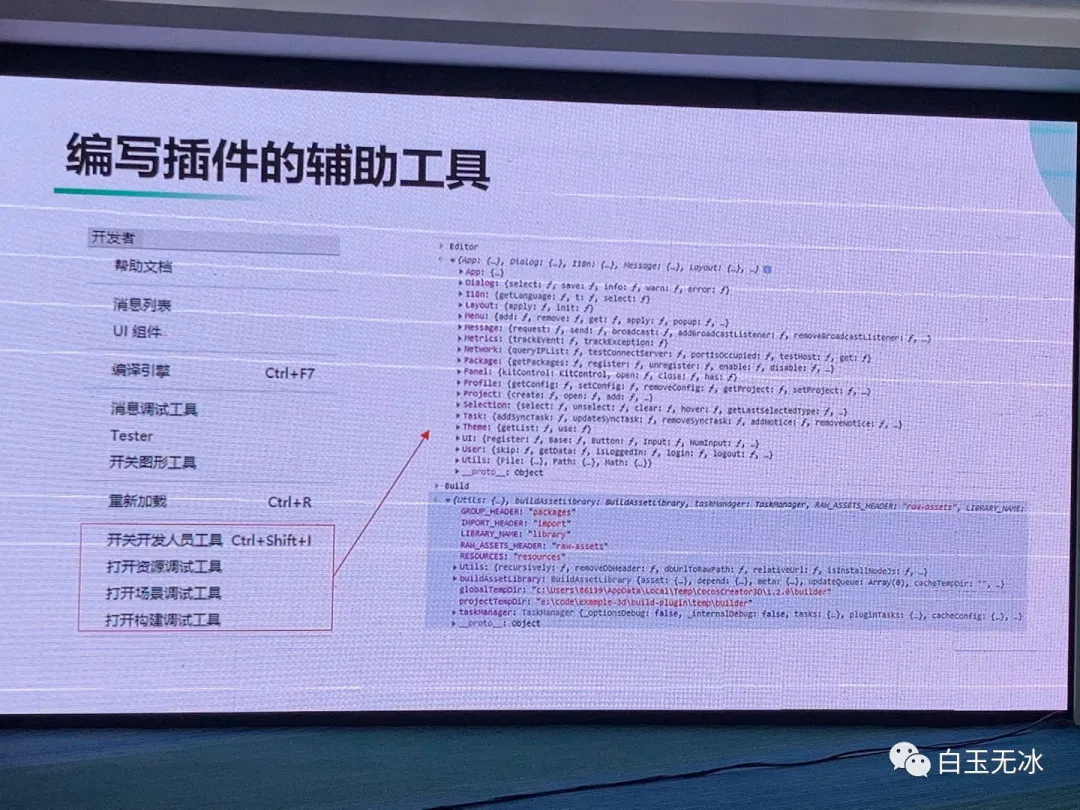 编写插件的辅助工具
开发者
帮助文档
消息列表
UI 组件
编译引擎 Ctrl+F7
消息调试工具
Tester
开关图形工具
重新加载 Ctrl+R
开关开发人员工具 Ctrl+Shift+I
打开资源调试工具
打开场景调试工具
打开构建调试工具
› Editor
‹ ▾{App: {…}, Dialog: {…}, I18n: {…}, Message: {…}, Layout: {…}, …}
▸App: {…}
▸Dialog: {select: ƒ, save: ƒ, info: ƒ, warn: ƒ, error: ƒ}
▸I18n: {getLanguage: ƒ, t: ƒ, select: ƒ}
▸Layout: {apply: ƒ, init: ƒ}
▸Menu: {add: ƒ, remove: ƒ, get: ƒ, apply: ƒ, popup: ƒ, …}
▸Message: {request: ƒ, send: ƒ, broadcast: ƒ, addBroadcastListener: ƒ, removeBroadcastListener: ƒ, …}
▸Metrics: {trackEvent: ƒ, trackException: ƒ}
▸Network: {queryIPList: ƒ, testConnectServer: ƒ, portIsOccupied: ƒ, testHost: ƒ, get: ƒ}
▸Package: {getPackages: ƒ, register: ƒ, unregister: ƒ, enable: ƒ, disable: ƒ, …}
▸Panel: {kitControl: KitControl, open: ƒ, close: ƒ, has: ƒ}
▸Profile: {getConfig: ƒ, setConfig: ƒ, removeConfig: ƒ, getProject: ƒ, setProject: ƒ, …}
▸Project: {create: ƒ, open: ƒ, add: ƒ, …}
▸Selection: {select: ƒ, unselect: ƒ, clear: ƒ, hover: ƒ, getLastSelectedType: ƒ, …}
▸Task: {addSyncTask: ƒ, updateSyncTask: ƒ, removeSyncTask: ƒ, addNotice: ƒ, removeNotice: ƒ, …}
▸Theme: {getList: ƒ, use: ƒ}
▸UI: {register: ƒ, Base: ƒ, Button: ƒ, Input: ƒ, NumInput: ƒ, …}
▸User: {skip: ƒ, getData: ƒ, isLoggedIn: ƒ, login: ƒ, logout: ƒ, …}
▸Utils: {File: {…}, Path: {…}, Math: {…}}
▸__proto__: Object
› Build
‹ ▾{Utils: {…}, buildAssetLibrary: BuildAssetLibrary, taskManager: TaskManager, RAW_ASSETS_HEADER: "raw-assets", LIBRARY_NAME:
GROUP_HEADER: "packages"
IMPORT_HEADER: "import"
LIBRARY_NAME: "library"
RAW_ASSETS_HEADER: "raw-assets"
RESOURCES: "resources"
▸Utils: {recursively: ƒ, removeDbHeader: ƒ, dbUrlToRawPath: ƒ, relativeUrl: ƒ, isInstallNodeJs: ƒ, …}
▸buildAssetLibrary: BuildAssetLibrary {asset: {…}, depend: {…}, meta: {…}, updateQueue: Array(0), cacheTempDir: "", …}
globalTempDir: "c:\Users\86139\AppData\Local\Temp\CocosCreator3D\1.2.0\builder"
projectTempDir: "e:\code\example-3d\build-plugin\temp\builder"
▸taskManager: TaskManager {_optionsDebug: false, _internalDebug: false, tasks: {…}, pluginTasks: {…}, cacheConfig: {…}, …}
▸__proto__: Object
白玉无冰